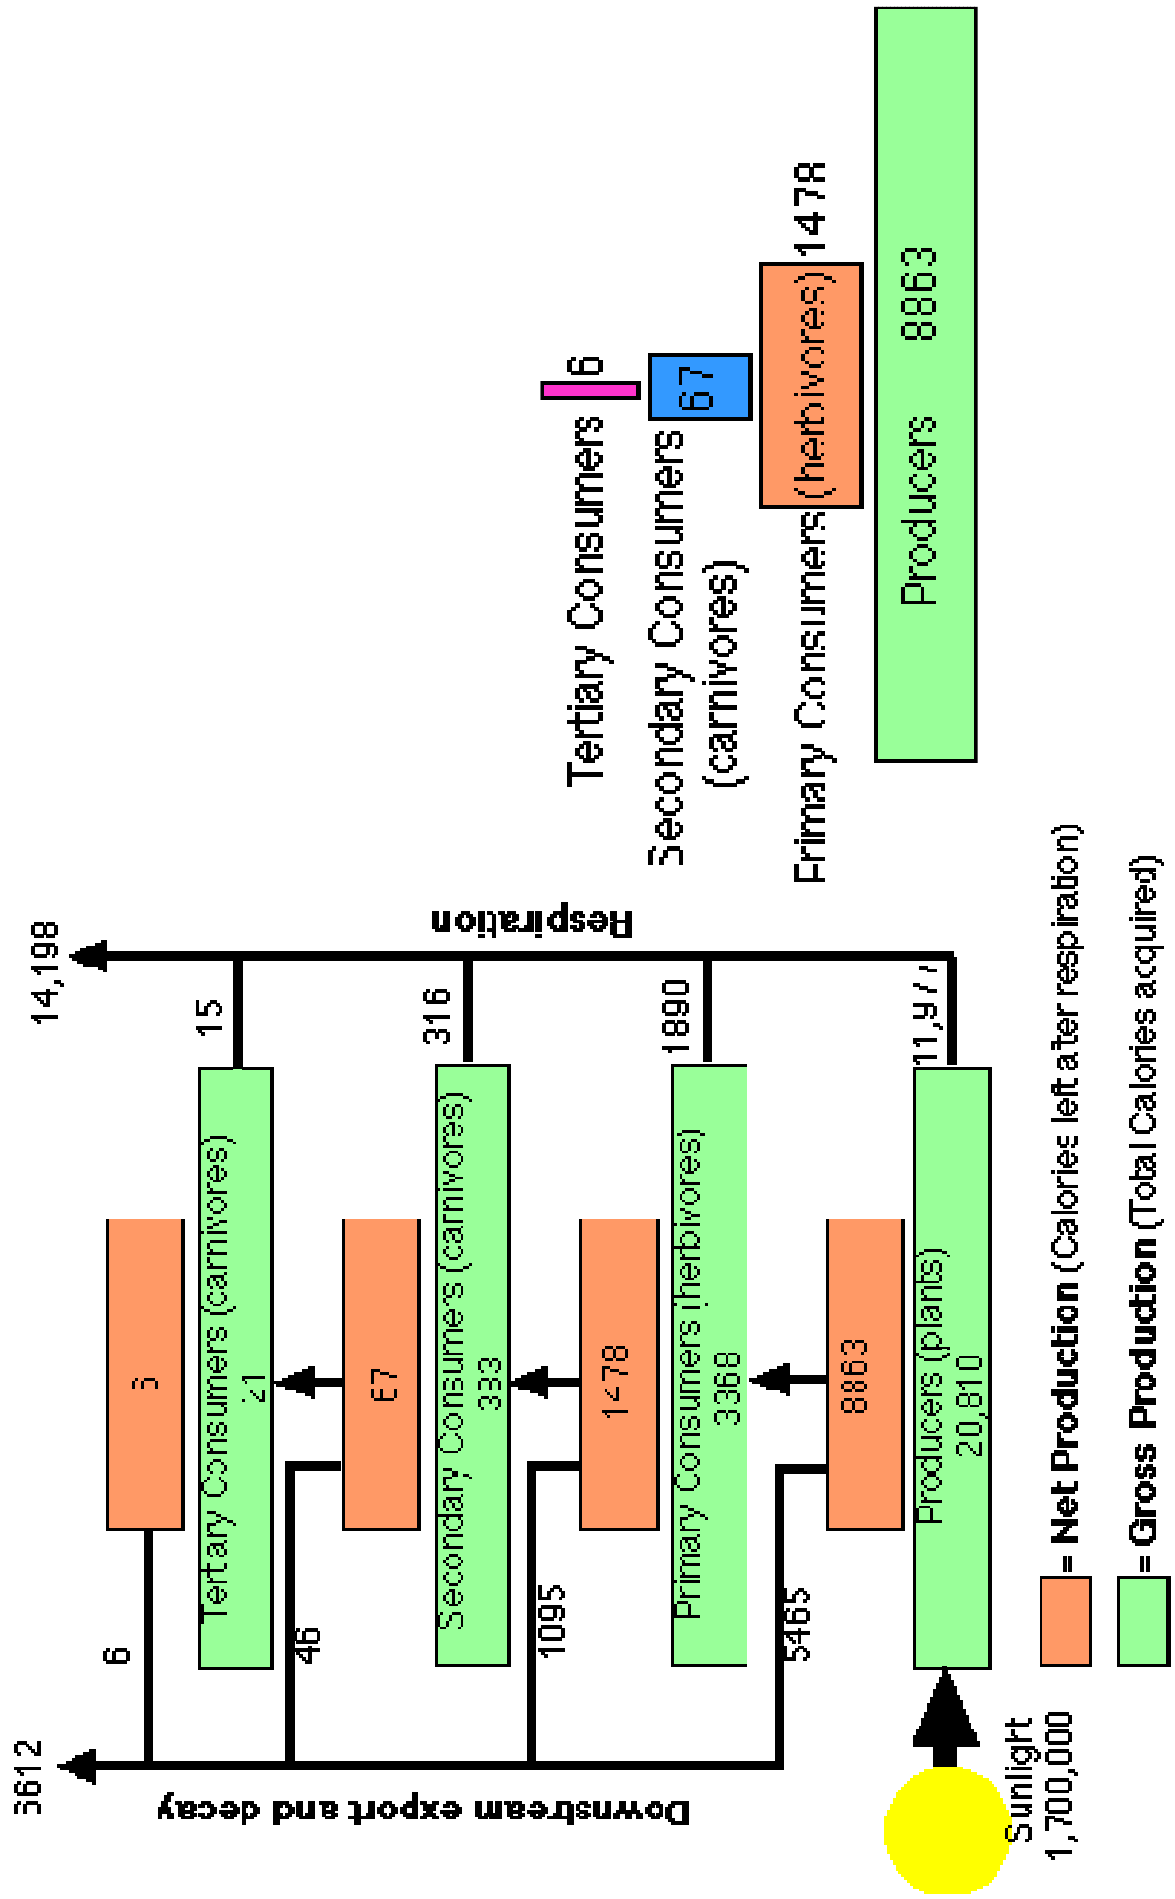 14,198
Downstream export and decay
Respiration
6
15
Tertiary Consumers (carnivores)
21
46
67
316
Secondary Consumers (carnivores)
383
1095
1478
1890
Primary Consumers (herbivores)
3368
5465
8863
11,977
Producers (plants)
20,810
Sunlight
1,700,000
= Net Production (Calories left after respiration)
= Gross Production (Total Calories acquired)
Tertiary Consumers 6
Secondary Consumers 67
(carnivores)
Primary Consumers (herbivores) 1478
Producers 8863